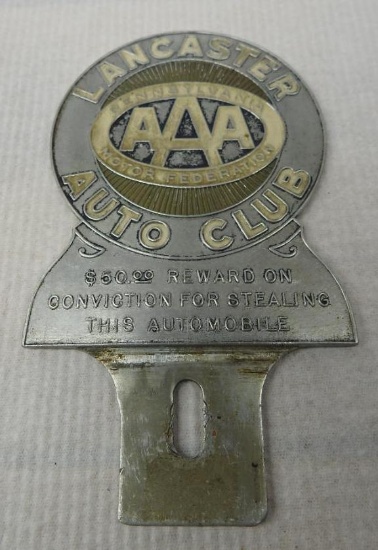 LANCASTER
PENNSYLVANIA
AAA
MOTOR FEDERATION
AUTO CLUB
$50.00 REWARD ON
CONVICTION FOR STEALING
THIS AUTOMOBILE